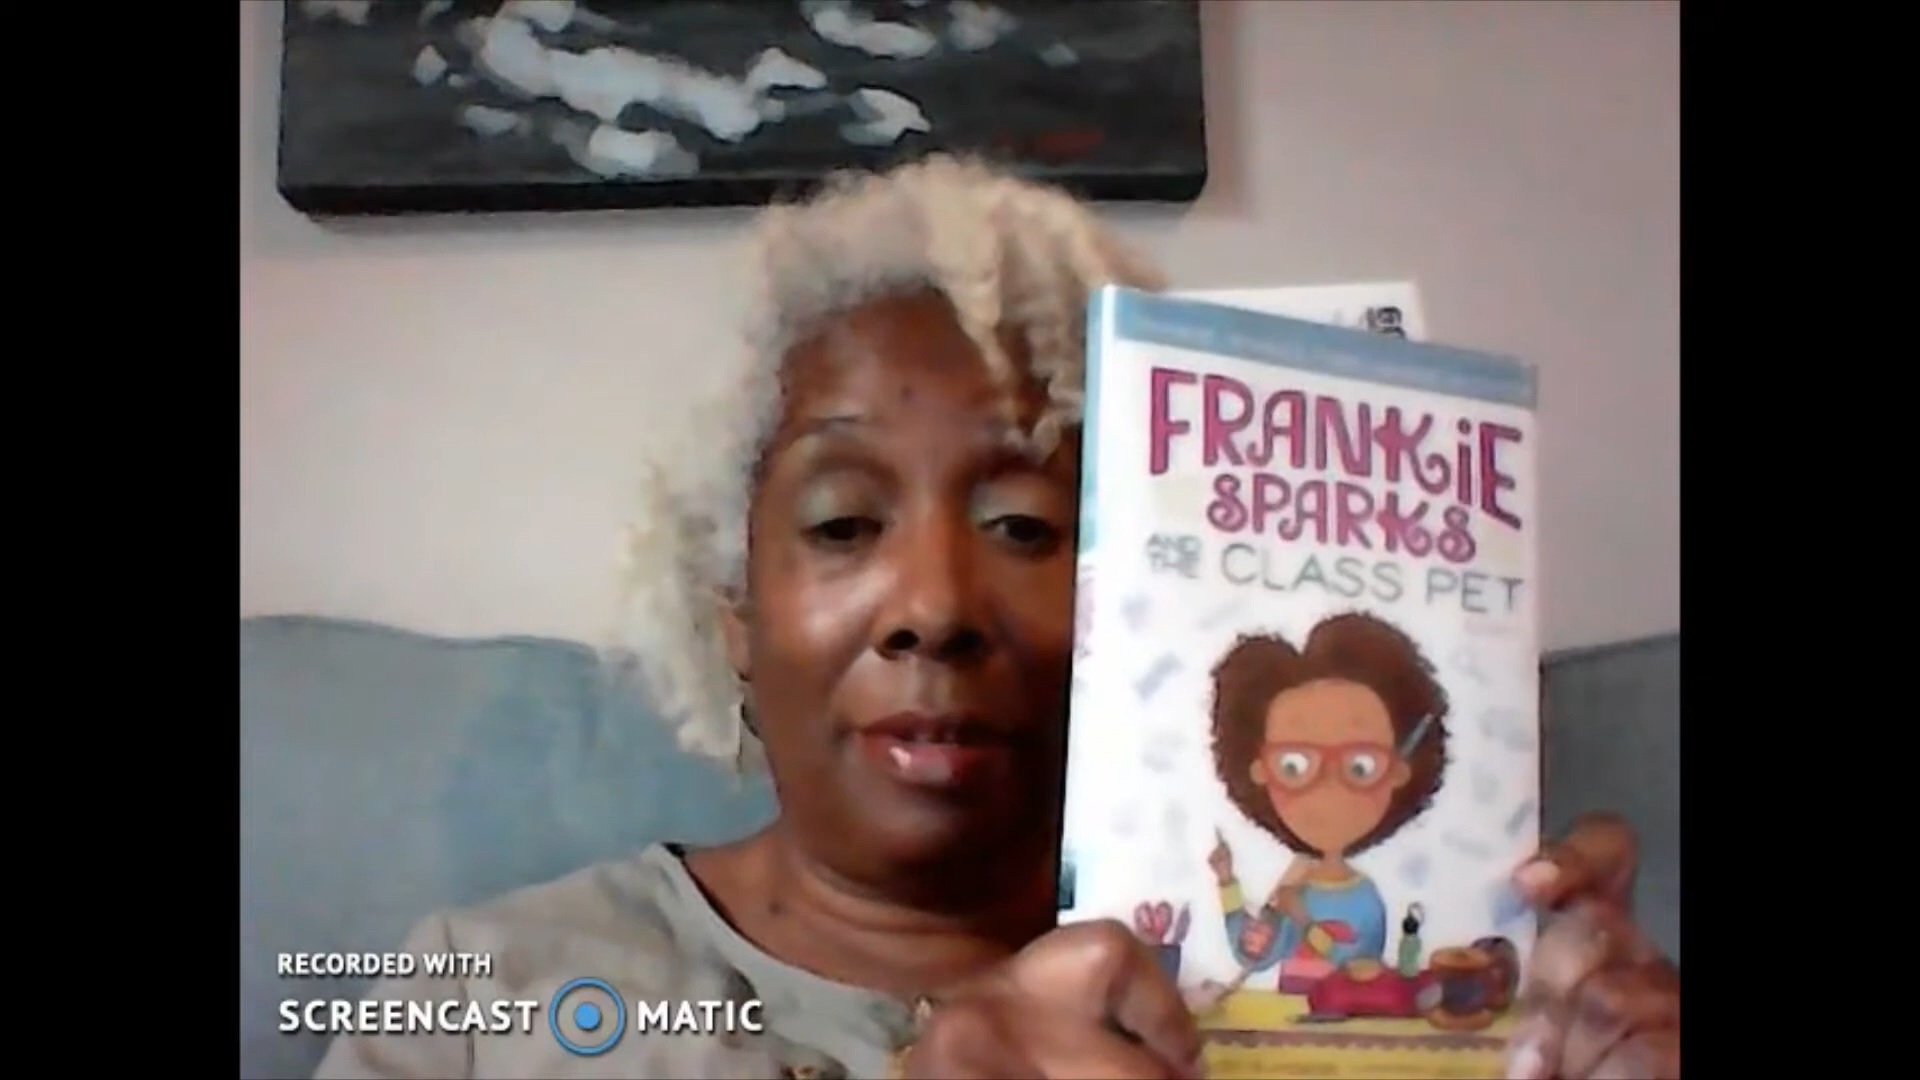 FRANKiE
SPARKS
AND THE CLASS PET
RECORDED WITH
SCREENCAST MATIC